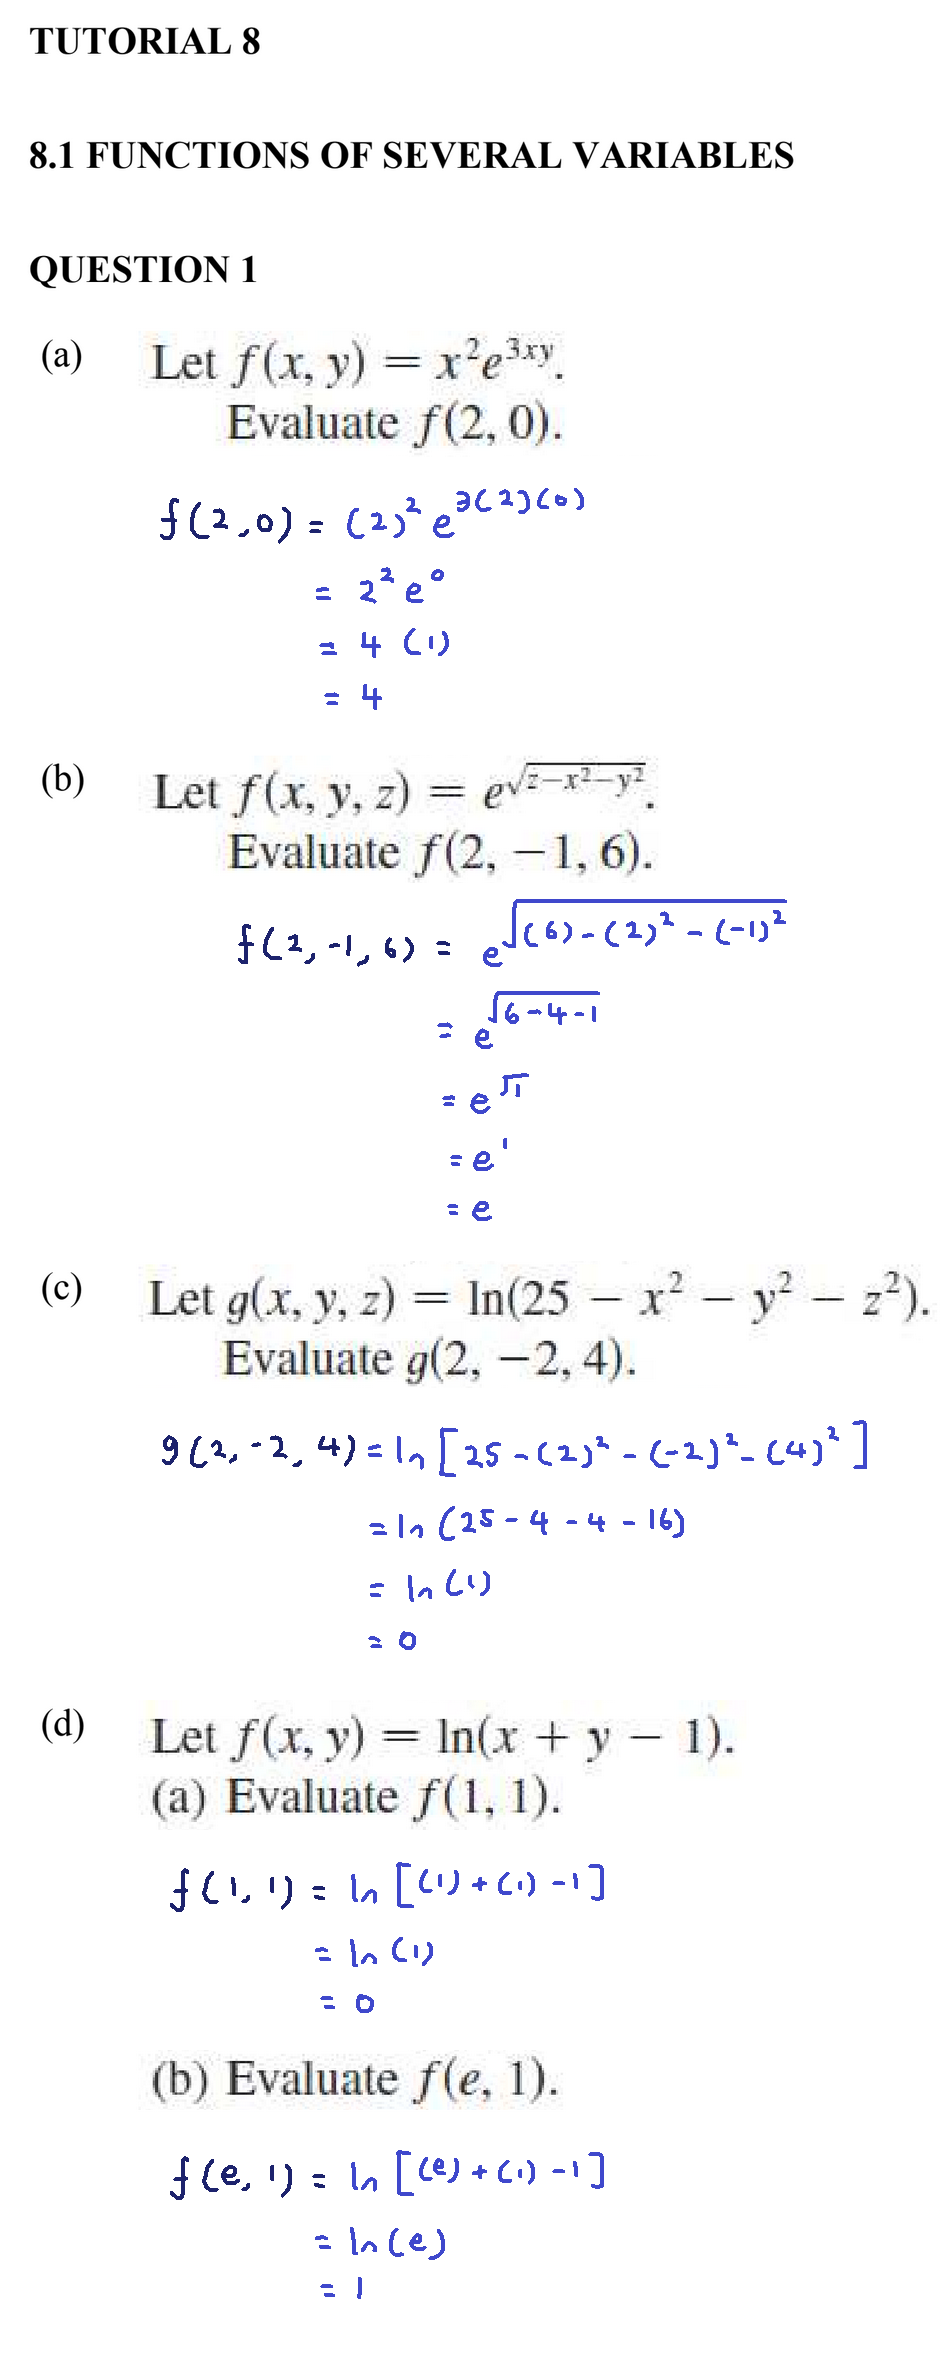 TUTORIAL 8
8.1 FUNCTIONS OF SEVERAL VARIABLES
QUESTION 1
(a) Let f(x, y) = x²e^{3xy}.
Evaluate f(2, 0).
f(2,0) = (2)² e^{3(2)(0)}
= 2² e⁰
= 4 (1)
= 4
(b) Let f(x, y, z) = e^{√(z−x²−y²)}.
Evaluate f(2, −1, 6).
f(2, -1, 6) = e^{√((6)-(2)²-(-1)²)}
= e^{√(6-4-1)}
= e^{√1}
= e¹
= e
(c) Let g(x, y, z) = ln(25 − x² − y² − z²).
Evaluate g(2, −2, 4).
g(2, -2, 4) = ln [25 - (2)² - (-2)² - (4)²]
= ln (25 - 4 - 4 - 16)
= ln (1)
= 0
(d) Let f(x, y) = ln(x + y − 1).
(a) Evaluate f(1, 1).
f(1, 1) = ln [(1) + (1) - 1]
= ln (1)
= 0
(b) Evaluate f(e, 1).
f(e, 1) = ln [(e) + (1) - 1]
= ln(e)
= 1